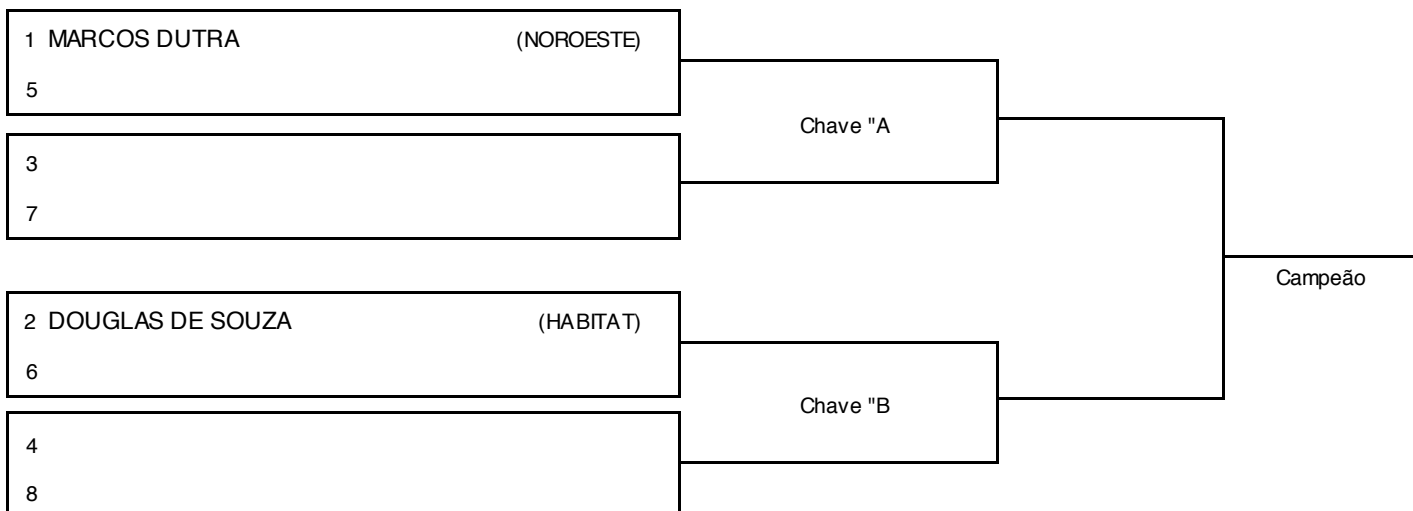 1 MARCOS DUTRA (NOROESTE)
5
Chave "A
3
7
Campeão
2 DOUGLAS DE SOUZA (HABITAT)
6
Chave "B
4
8